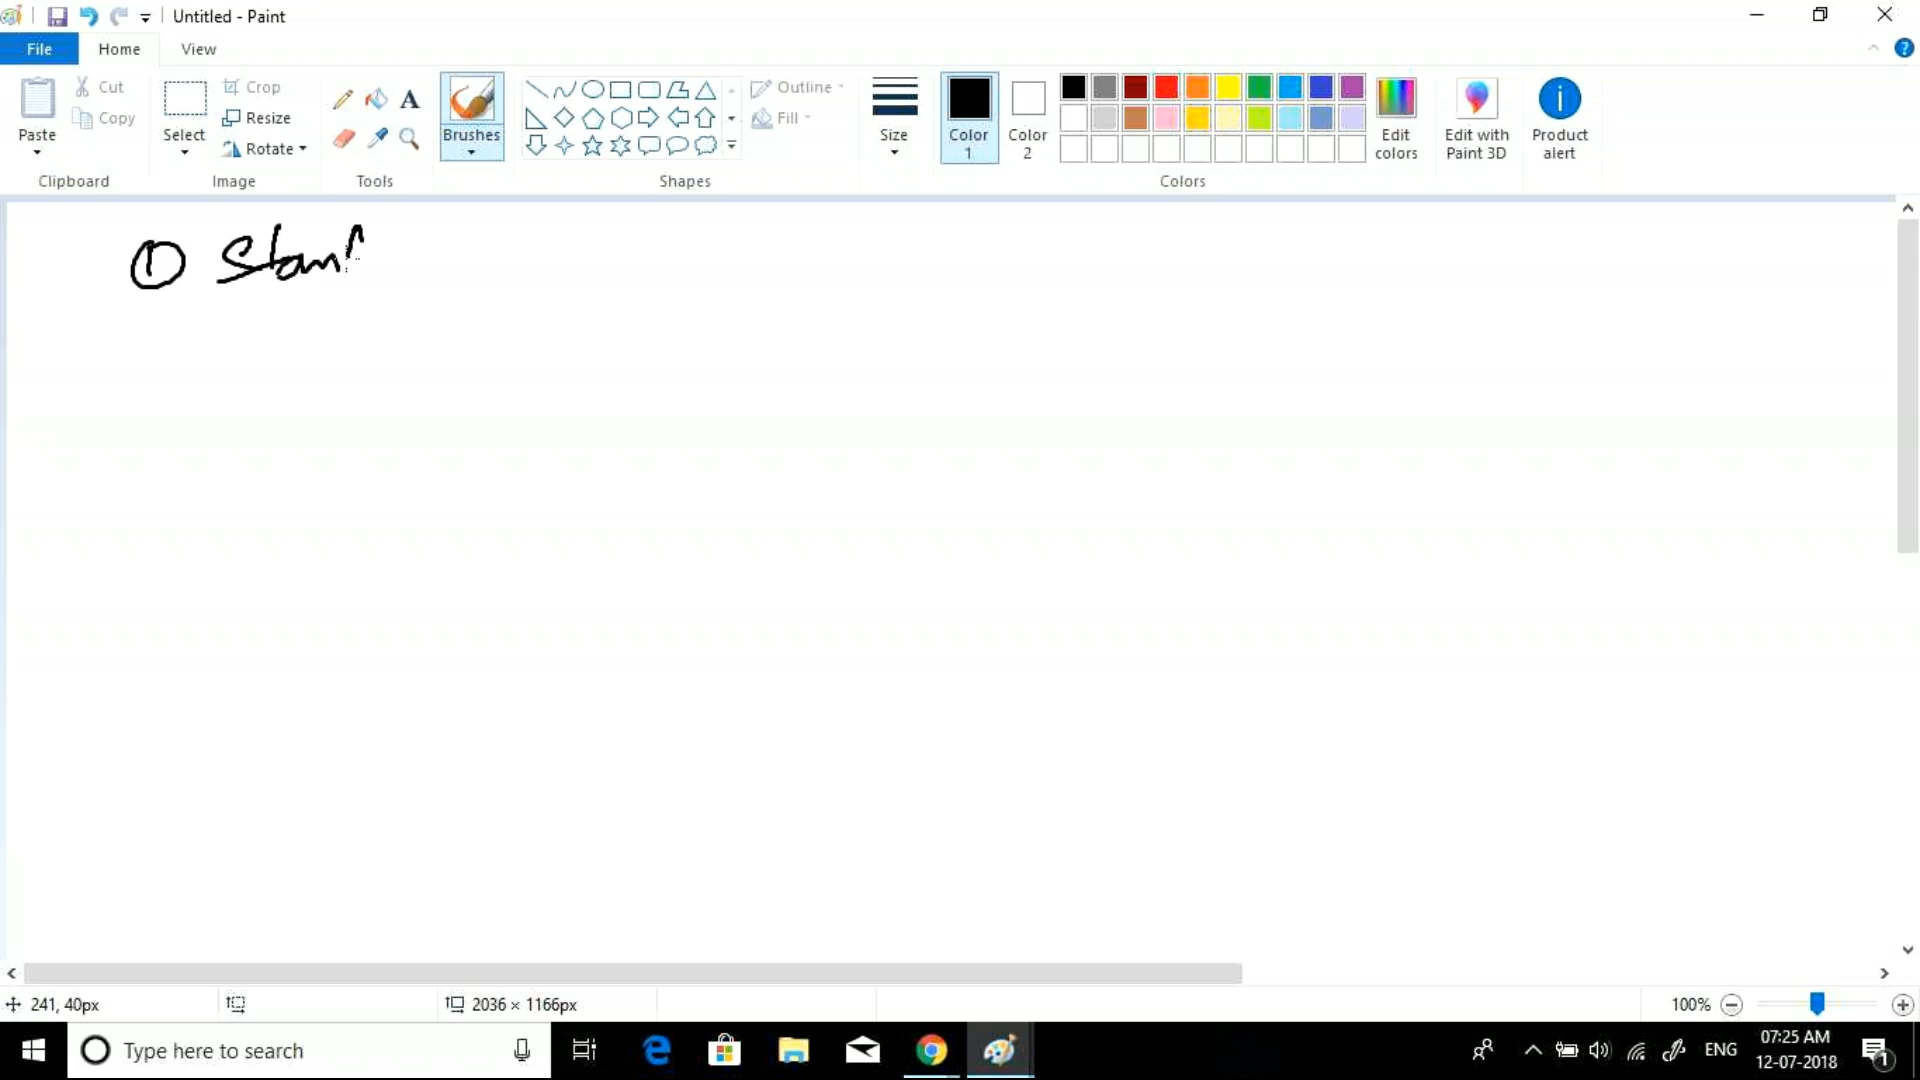 Untitled - Paint
File Home View
Paste Cut Copy Select Crop Resize Rotate Brushes Outline Fill Size Color 1 Color 2 Edit colors Edit with Paint 3D Product alert
Clipboard Image Tools Shapes Colors
①
241, 40px 2036 × 1166px 100%
Type here to search ENG 07:25 AM
12-07-2018 1